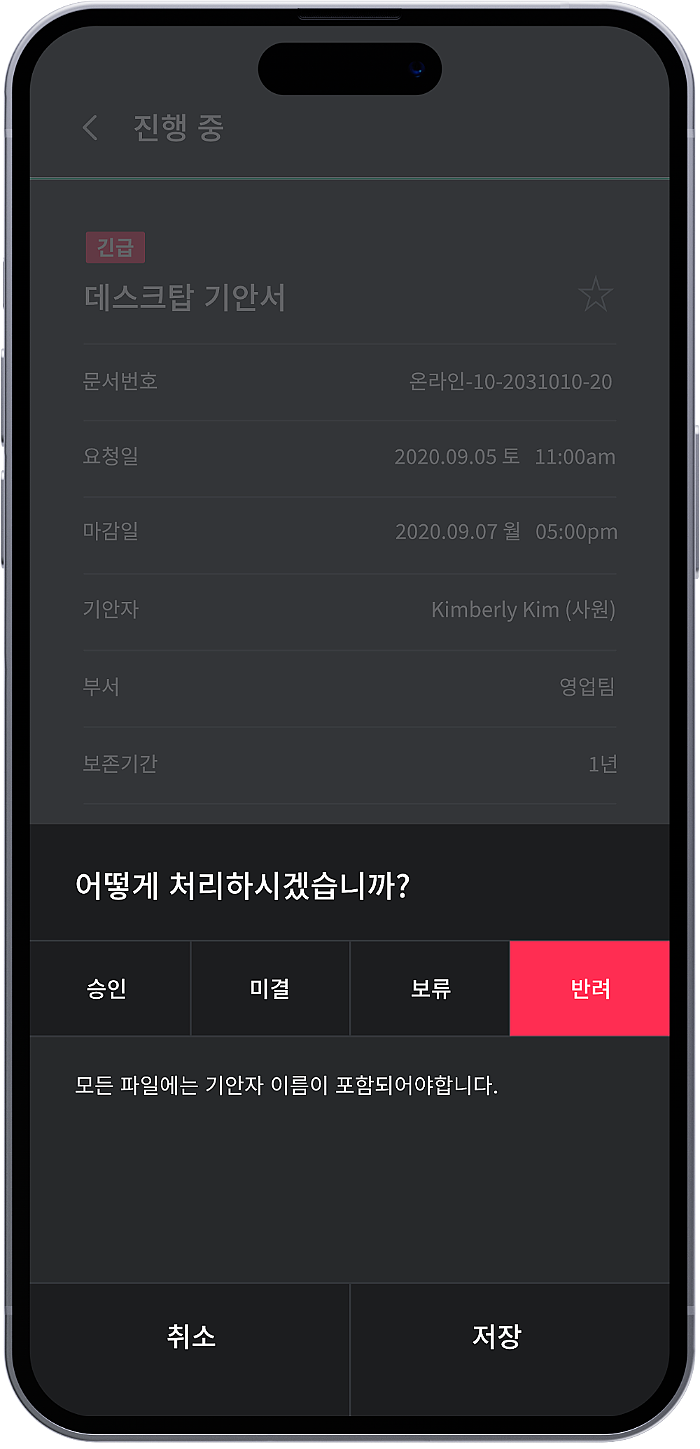 진행 중
긴급
데스크탑 기안서
문서번호 온라인-10-2031010-20
요청일 2020.09.05 토 11:00am
마감일 2020.09.07 월 05:00pm
기안자 Kimberly Kim (사원)
부서 영업팀
보존기간 1년
어떻게 처리하시겠습니까?
승인 미결 보류 반려
모든 파일에는 기안자 이름이 포함되어야합니다.
취소 저장